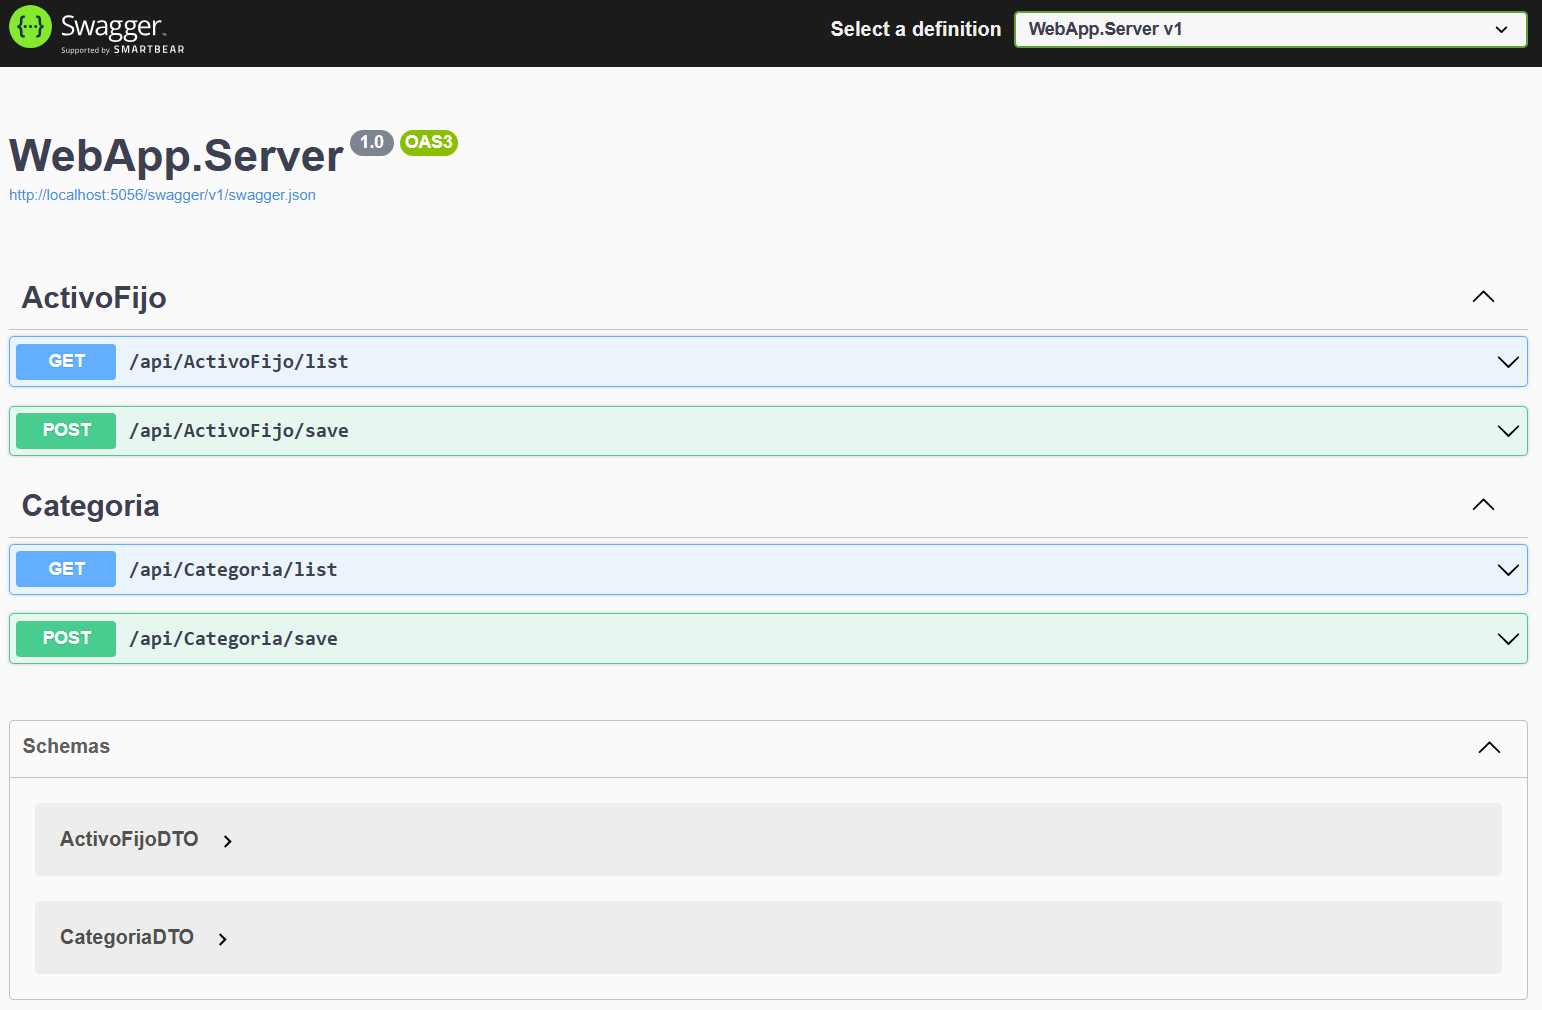 Swagger
Supported by SMARTBEAR
Select a definition
WebApp.Server v1
WebApp.Server 1.0 OAS3
http://localhost:5056/swagger/v1/swagger.json
ActivoFijo
GET /api/ActivoFijo/list
POST /api/ActivoFijo/save
Categoria
GET /api/Categoria/list
POST /api/Categoria/save
Schemas
ActivoFijoDTO
CategoriaDTO